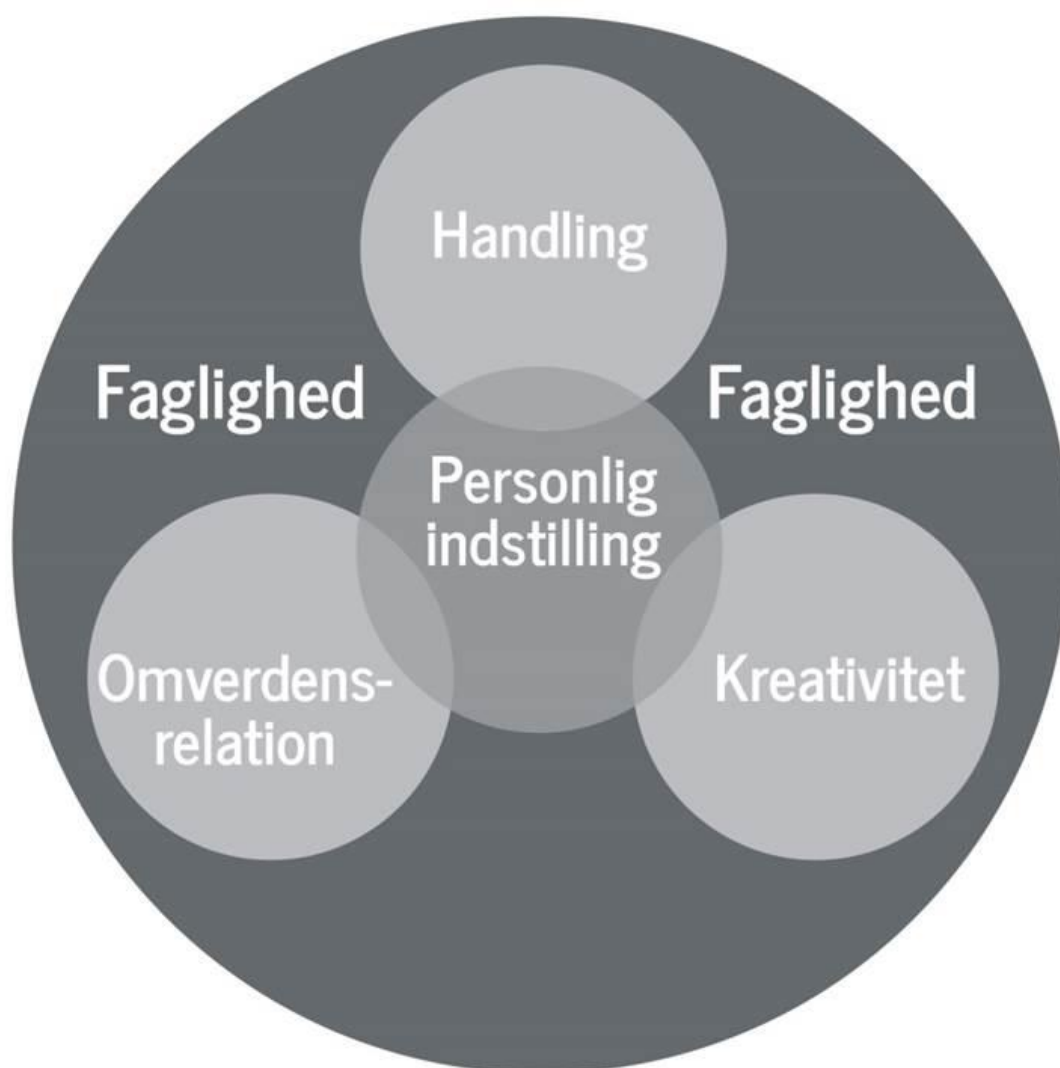 Handling
Faglighed
Faglighed
Personlig
indstilling
Omverdens-
relation
Kreativitet